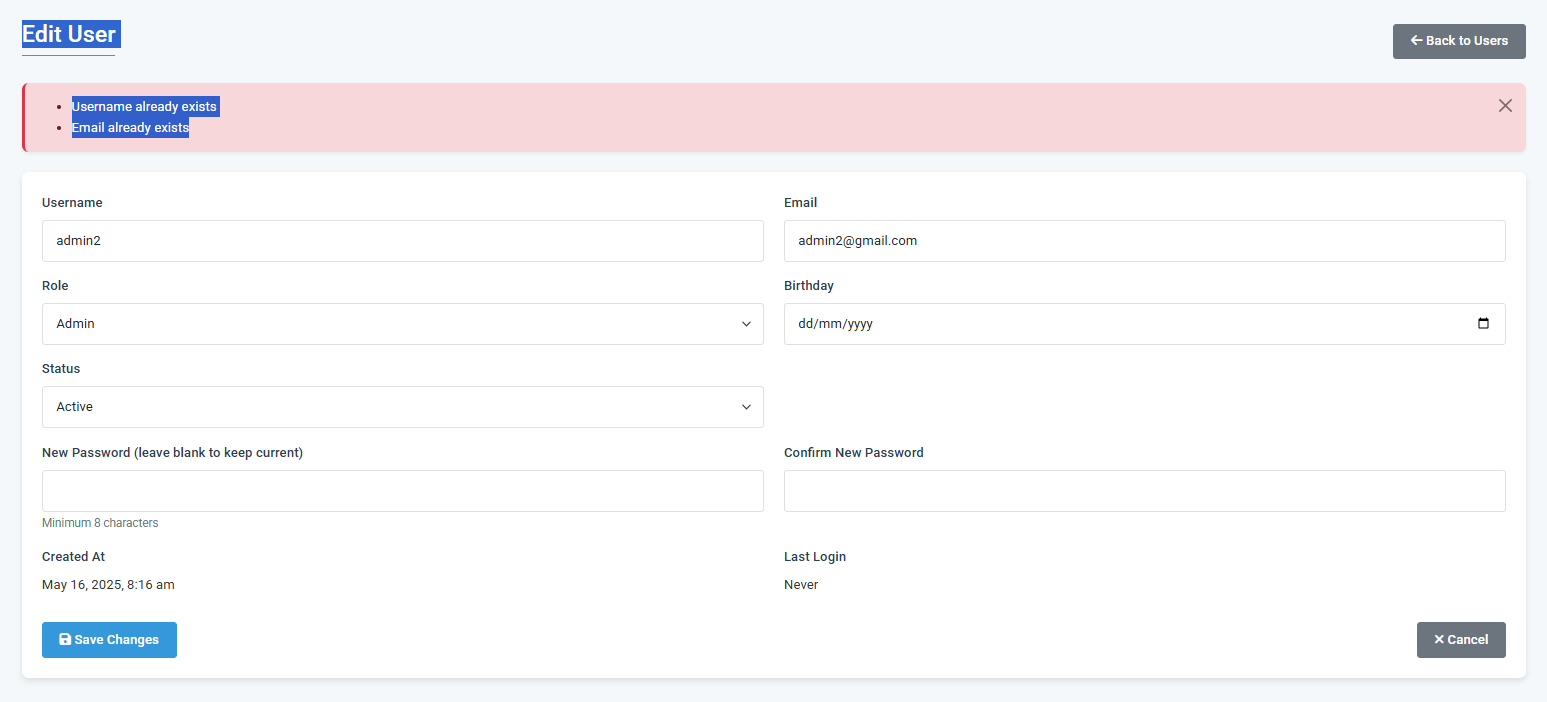 Edit User
Back to Users
Username already exists
Email already exists
Username
Email
admin2
admin2@gmail.com
Role
Birthday
Admin
dd/mm/yyyy
Status
Active
New Password (leave blank to keep current)
Confirm New Password
Minimum 8 characters
Created At
Last Login
May 16, 2025, 8:16 am
Never
Save Changes
Cancel